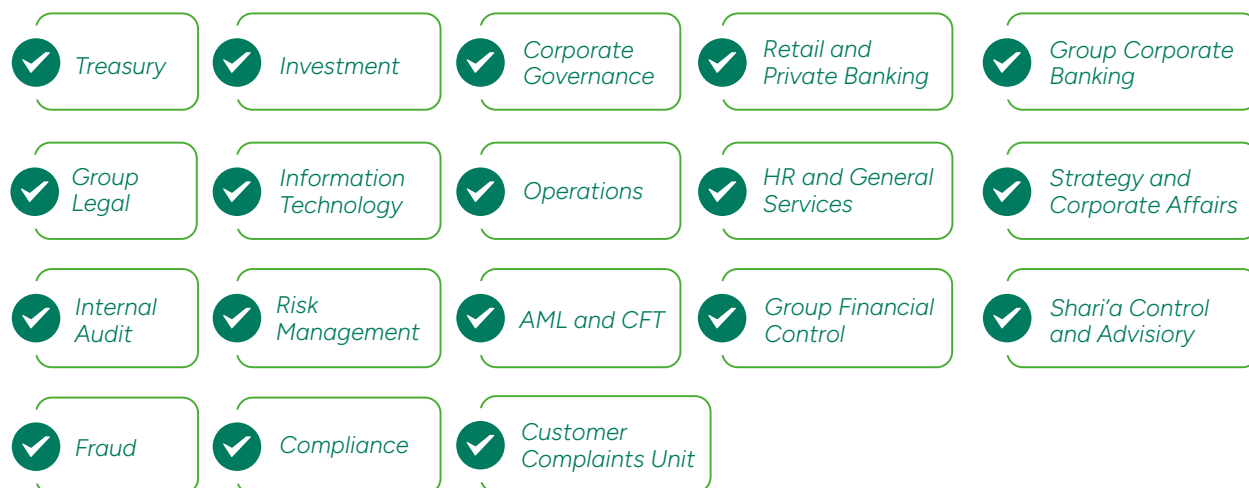 Treasury
Investment
Corporate
Governance
Retail and
Private Banking
Group Corporate
Banking
Group
Legal
Information
Technology
Operations
HR and General
Services
Strategy and
Corporate Affairs
Internal
Audit
Risk
Management
AML and CFT
Group Financial
Control
Shari’a Control
and Advisiory
Fraud
Compliance
Customer
Complaints Unit